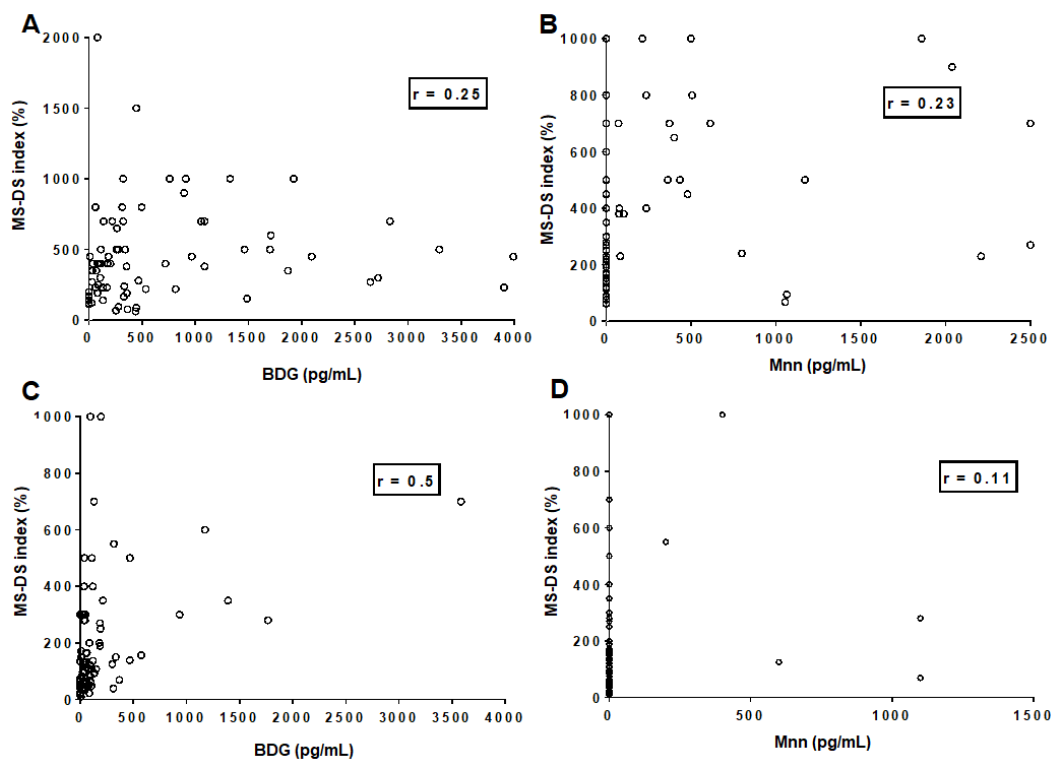 A
MS-DS index (%)
2000
1500
1000
500
0
r = 0.25
0 500 1000 1500 2000 2500 3000 3500 4000
BDG (pg/mL)
B
MS-DS index (%)
1000
800
600
400
200
0
r = 0.23
0 500 1000 1500 2000 2500
Mnn (pg/mL)
C
MS-DS index (%)
1000
800
600
400
200
0
r = 0.5
0 500 1000 1500 2000 2500 3000 3500 4000
BDG (pg/mL)
D
MS-DS index (%)
1000
800
600
400
200
0
r = 0.11
500 1000 1500
Mnn (pg/mL)